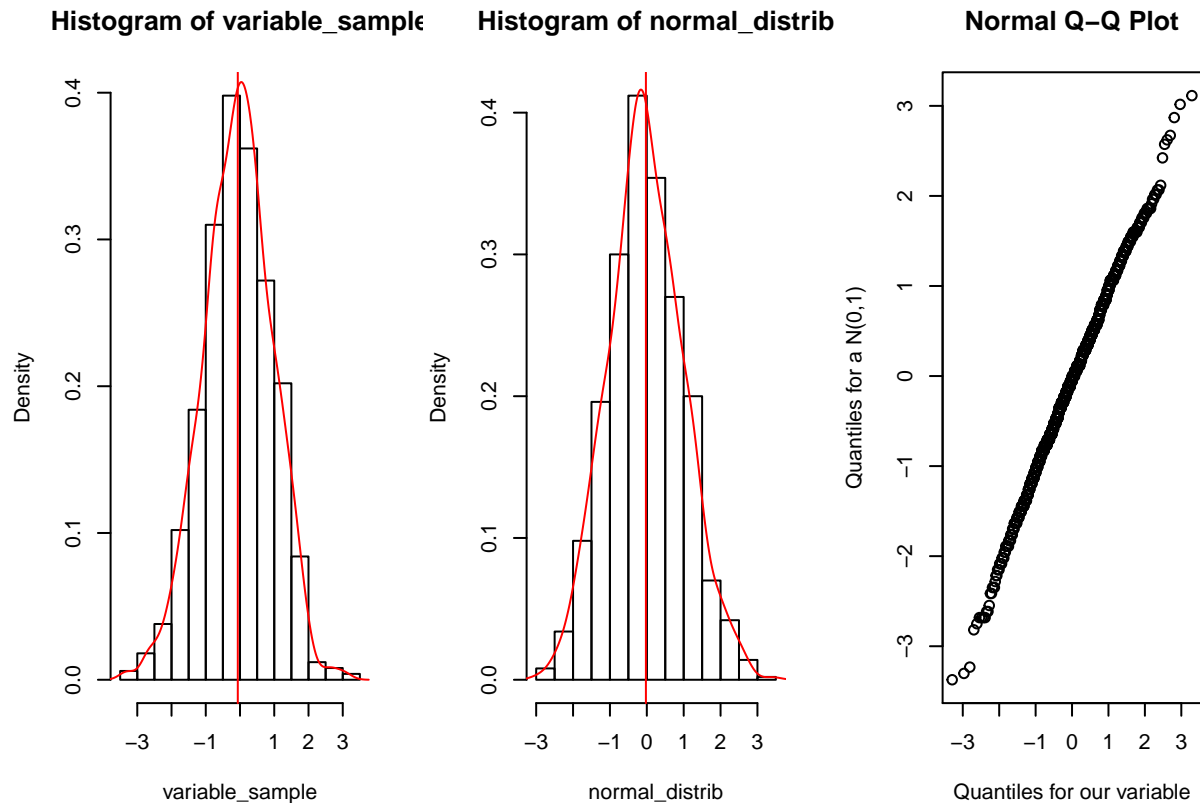 Histogram of variable_sample
Density
0.0 0.1 0.2 0.3 0.4
−3 −1 0 1 2 3
variable_sample
Histogram of normal_distrib
Density
0.0 0.1 0.2 0.3 0.4
−3 −1 0 1 2 3
normal_distrib
Normal Q−Q Plot
Quantiles for a N(0,1)
−3 −2 −1 0 1 2 3
−3 −1 0 1 2 3
Quantiles for our variable